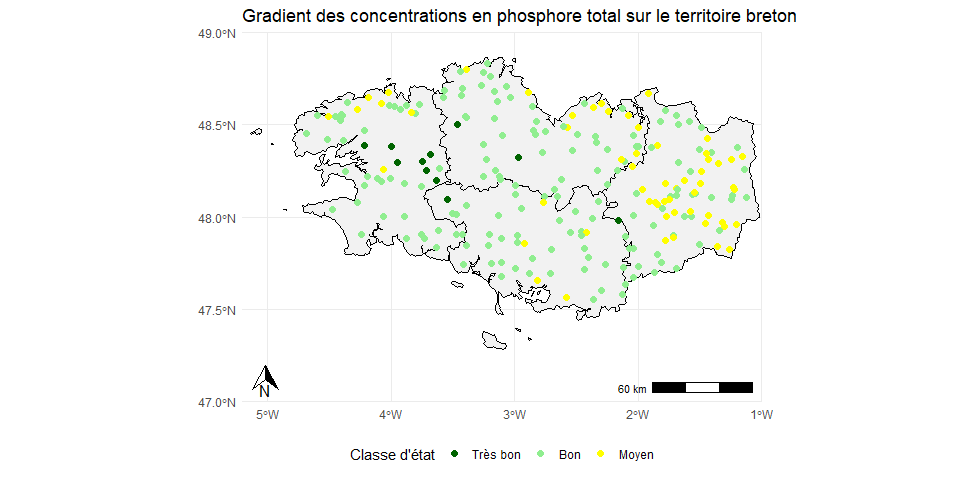 Gradient des concentrations en phosphore total sur le territoire breton
49.0°N
48.5°N
48.0°N
47.5°N
47.0°N
N
60 km
5°W 4°W 3°W 2°W 1°W
Classe d'état Très bon Bon Moyen